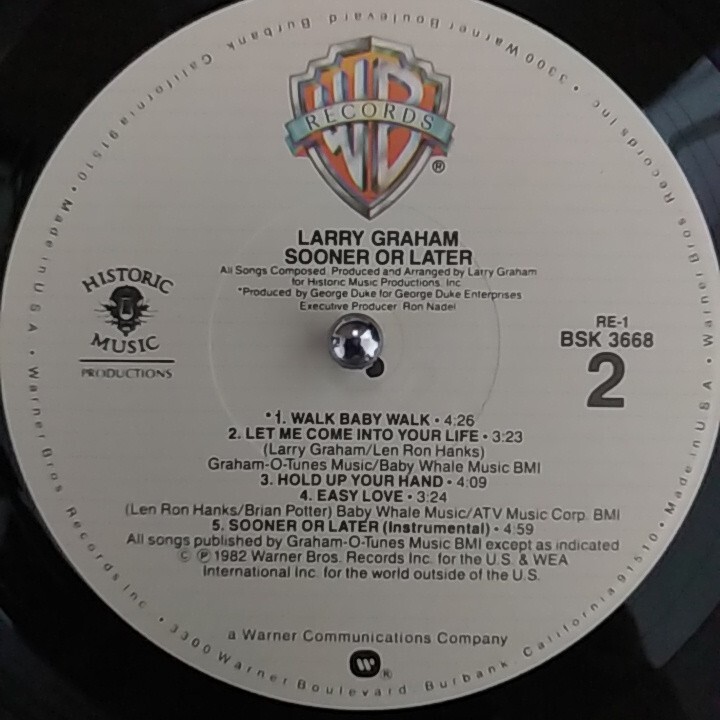 3300 Warner Boulevard Burbank, California 91510 • Made in U S A • Warner Bros Records Inc •
3300 Warner Boulevard Burbank, California 91510 • Made in U S A • Warner Bros Records Inc •
WB
RECORDS
®
LARRY GRAHAM
SOONER OR LATER
All Songs Composed, Produced and Arranged by Larry Graham
for Historic Music Productions, Inc.
*Produced by George Duke for George Duke Enterprises
Executive Producer: Ron Nadel
HISTORIC
MUSIC
PRODUCTIONS
RE-1
BSK 3668
2
*1. WALK BABY WALK • 4:26
2. LET ME COME INTO YOUR LIFE • 3:23
(Larry Graham/Len Ron Hanks)
Graham-O-Tunes Music/Baby Whale Music BMI
3. HOLD UP YOUR HAND • 4:09
4. EASY LOVE • 3:24
(Len Ron Hanks/Brian Potter) Baby Whale Music/ATV Music Corp. BMI
5. SOONER OR LATER (Instrumental) • 4:59
All songs published by Graham-O-Tunes Music BMI except as indicated
© ℗ 1982 Warner Bros. Records Inc. for the U.S. & WEA
International Inc. for the world outside of the U.S.
a Warner Communications Company
W ®